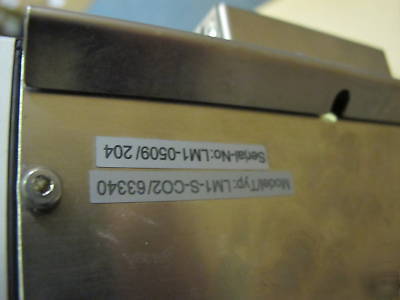 Model/Typ: LM1-S-CO2/63340
Serial-No:LM1-0509/204